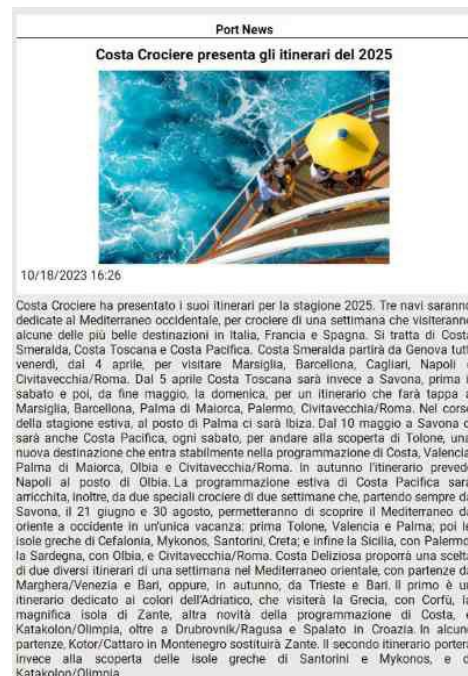 Port News
Costa Crociere presenta gli itinerari del 2025
10/18/2023 16:26
Costa Crociere ha presentato i suoi itinerari per la stagione 2025. Tre navi saranno
dedicate al Mediterraneo occidentale, per crociere di una settimana che visiteranno
alcune delle più belle destinazioni in Italia, Francia e Spagna. Si tratta di Costa
Smeralda, Costa Toscana e Costa Pacifica. Costa Smeralda partirà da Genova tutti
venerdì, dal 4 aprile, per visitare Marsiglia, Barcellona, Cagliari, Napoli
Civitavecchia/Roma. Dal 5 aprile Costa Toscana sarà invece a Savona, prima
sabato e poi, da fine maggio, la domenica, per un itinerario che farà tappa
Marsiglia, Barcellona, Palma di Maiorca, Palermo, Civitavecchia/Roma. Nel corso
della stagione estiva, al posto di Palma ci sarà Ibiza. Dal 10 maggio a Savona
sarà anche Costa Pacifica, ogni sabato, per andare alla scoperta di Tolone, una
nuova destinazione che entra stabilmente nella programmazione di Costa, Valencia
Palma di Maiorca, Olbia e Civitavecchia/Roma. In autunno l'itinerario prevede
Napoli al posto di Olbia. La programmazione estiva di Costa Pacifica sarà
arricchita, inoltre, da due speciali crociere di due settimane che, partendo sempre da
Savona, il 21 giugno e 30 agosto, permetteranno di scoprire il Mediterraneo da
oriente a occidente in un'unica vacanza: prima Tolone, Valencia e Palma; poi le
isole greche di Cefalonia, Mykonos, Santorini, Creta; e infine la Sicilia, con Palermo
la Sardegna, con Olbia, e Civitavecchia/Roma. Costa Deliziosa proporrà una scelta
di due diversi itinerari di una settimana nel Mediterraneo orientale, con partenze da
Marghera/Venezia e Bari, oppure, in autunno, da Trieste e Bari. Il primo è un
itinerario dedicato ai colori dell'Adriatico, che visiterà la Grecia, con Corfù, la
magnifica isola di Zante, altra novità della programmazione di Costa, e
Katakolon/Olimpia, oltre a Drubrovnik/Ragusa e Spalato in Croazia. In alcune
partenze, Kotor/Cattaro in Montenegro sostituirà Zante. Il secondo itinerario porterà
invece alla scoperta delle isole greche di Santorini e Mykonos, e di
Katakolon/Olimpia